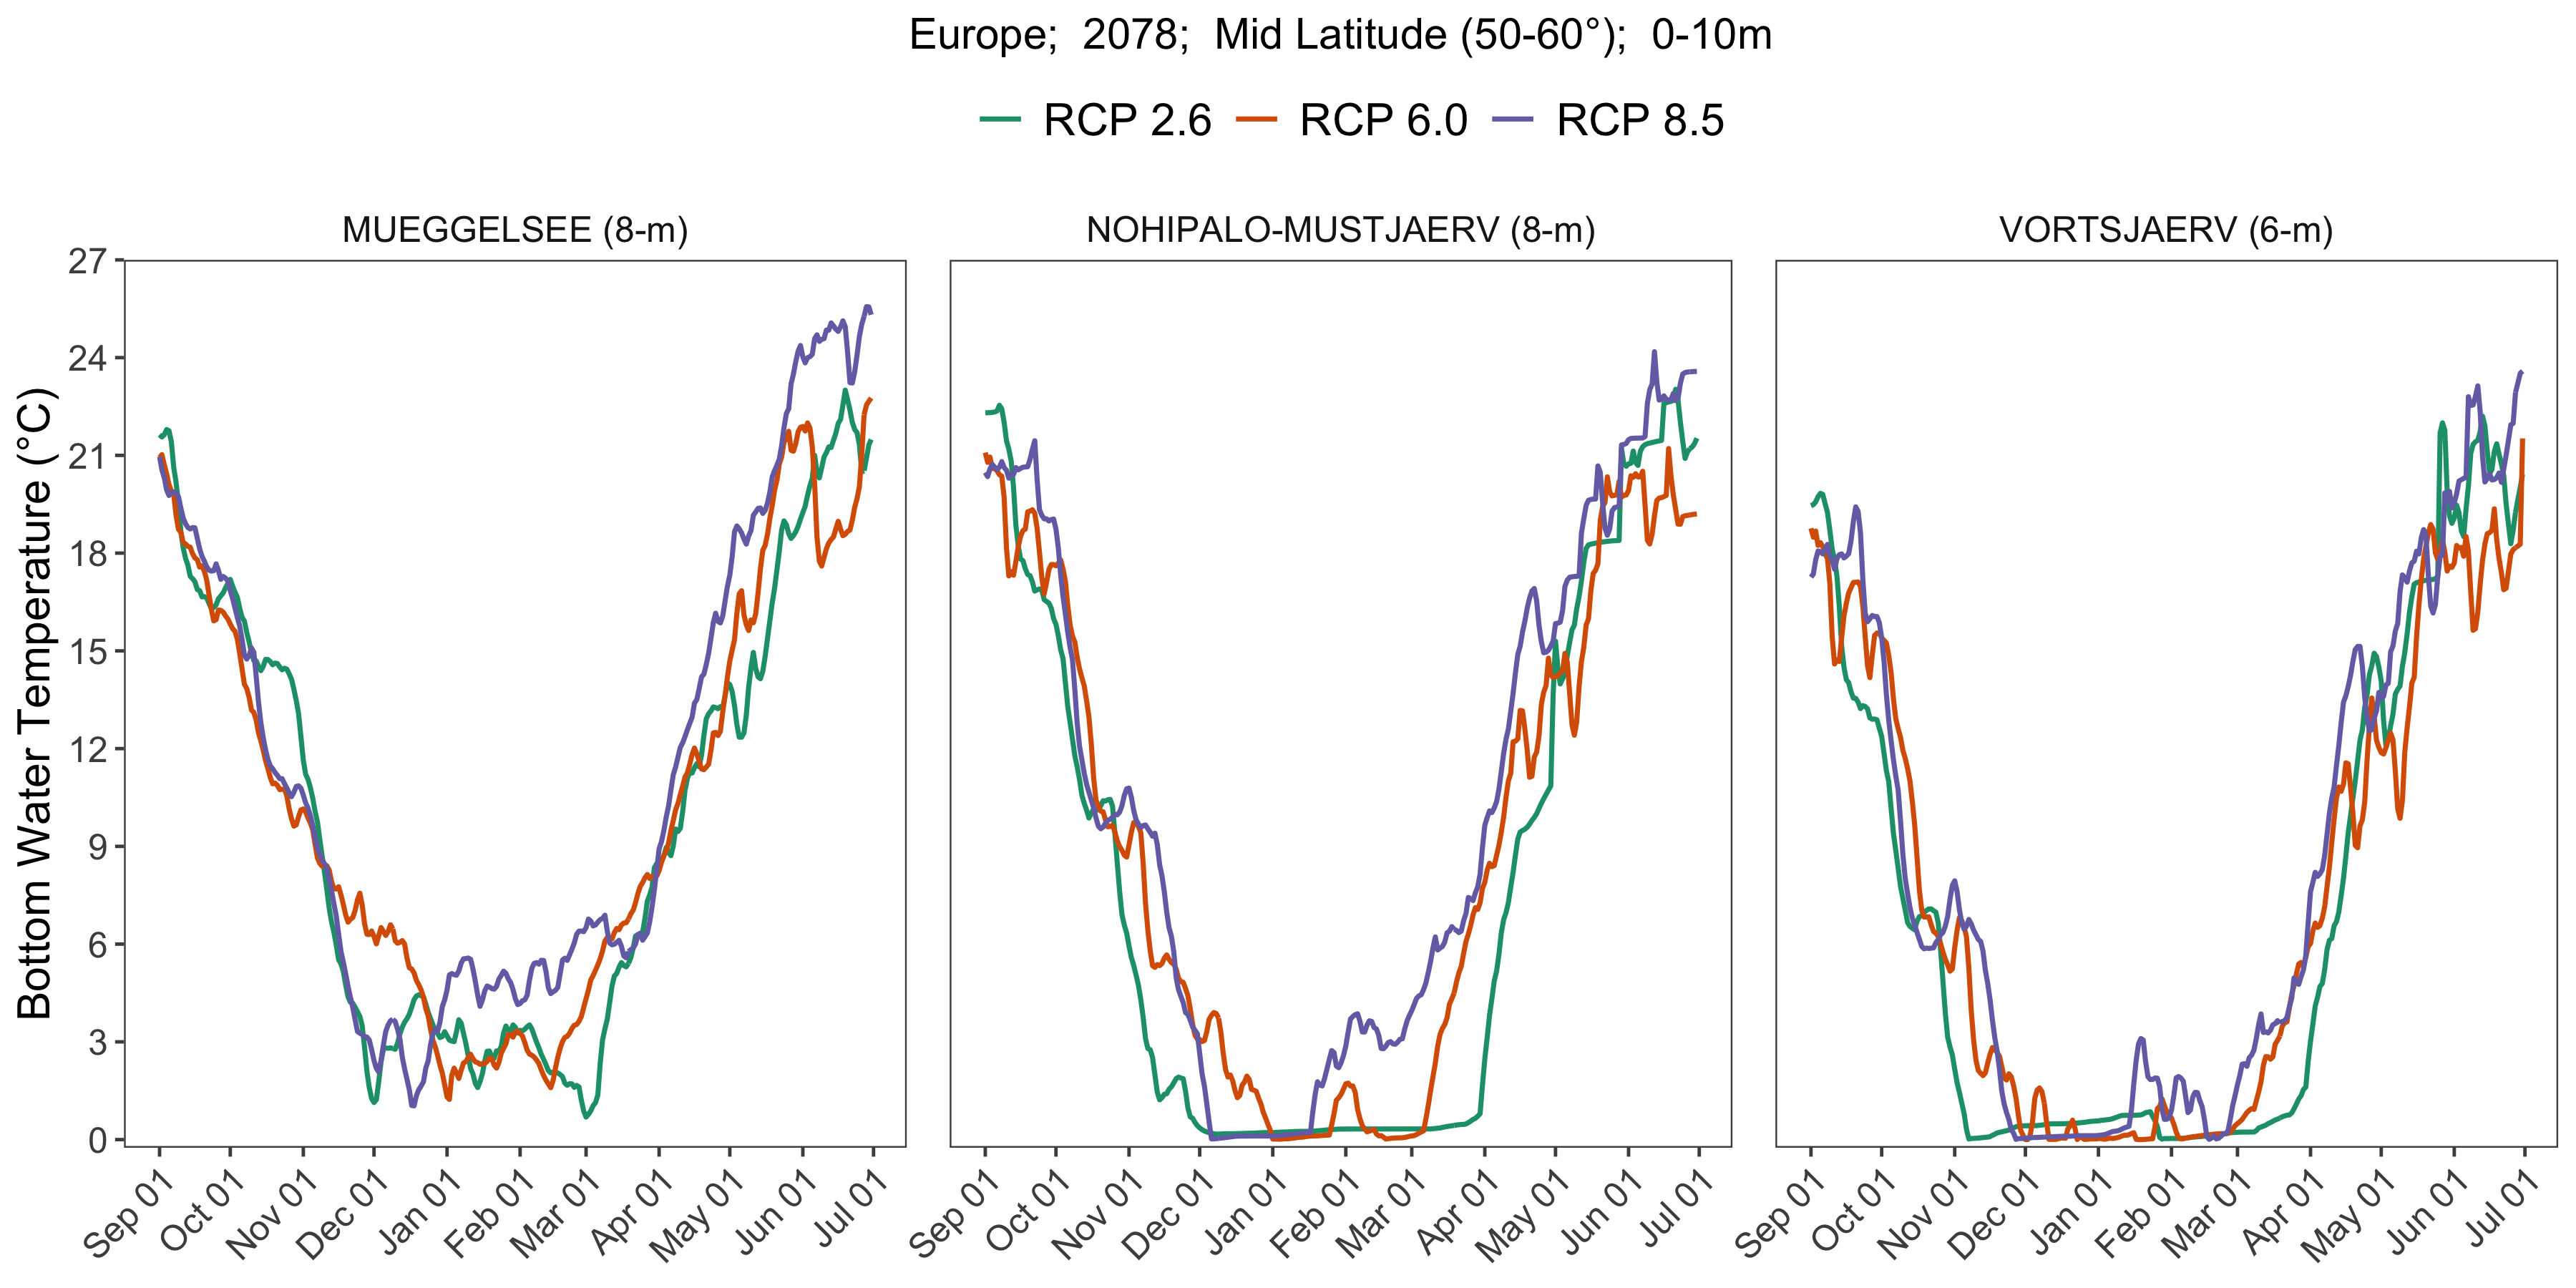 Europe;  2078;  Mid Latitude (50-60°);  0-10m
RCP 2.6 RCP 6.0 RCP 8.5
MUEGGELSEE (8-m) NOHIPALO-MUSTJAERV (8-m) VORTSJAERV (6-m)
Bottom Water Temperature (°C)
27
24
21
18
15
12
9
6
3
0
Sep 01 Oct 01 Nov 01 Dec 01 Jan 01 Feb 01 Mar 01 Apr 01 May 01 Jun 01 Jul 01
Sep 01 Oct 01 Nov 01 Dec 01 Jan 01 Feb 01 Mar 01 Apr 01 May 01 Jun 01 Jul 01
Sep 01 Oct 01 Nov 01 Dec 01 Jan 01 Feb 01 Mar 01 Apr 01 May 01 Jun 01 Jul 01